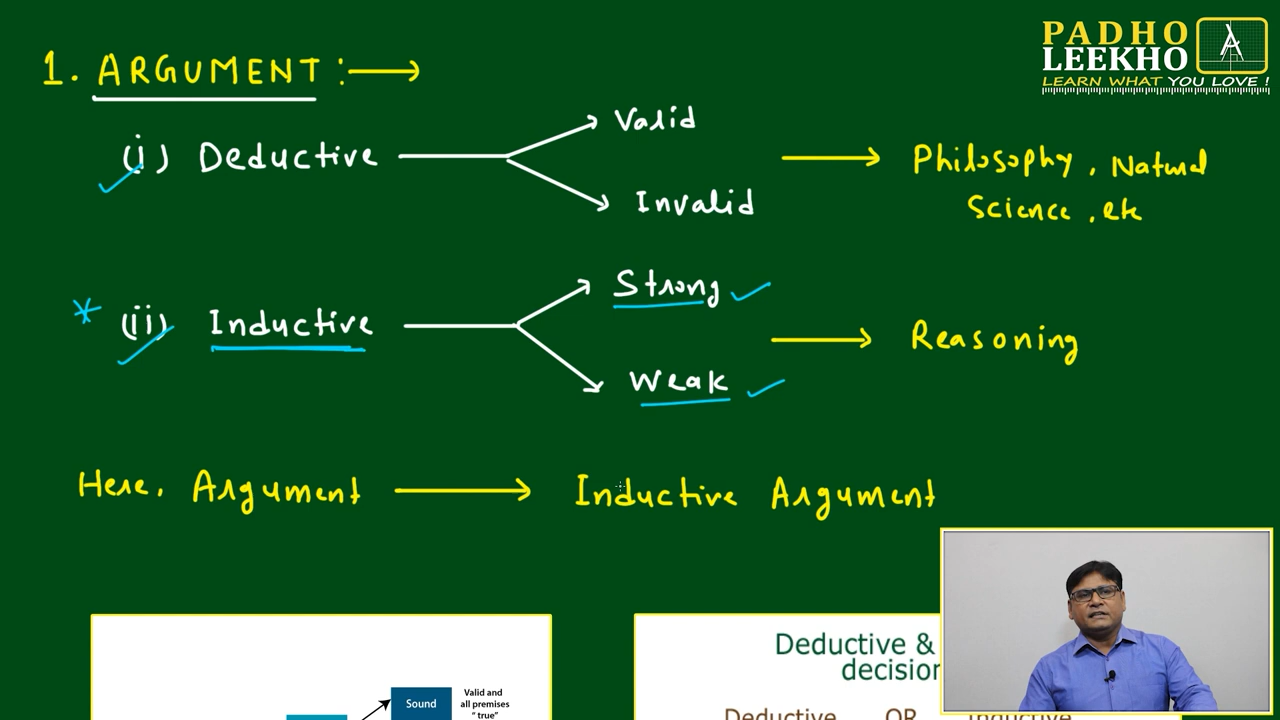 PADHO
LEEKHO
LEARN WHAT YOU LOVE !
1. ARGUMENT :→
(i) Deductive
Valid
Invalid
→ Philosophy, Natural
Science, etc
* (ii) Inductive
Strong ✓
Weak ✓
→ Reasoning
Here, Argument → Inductive Argument
Sound
Valid and
all premises
"true"
Deductive &
decision
Deductive OR Inductive